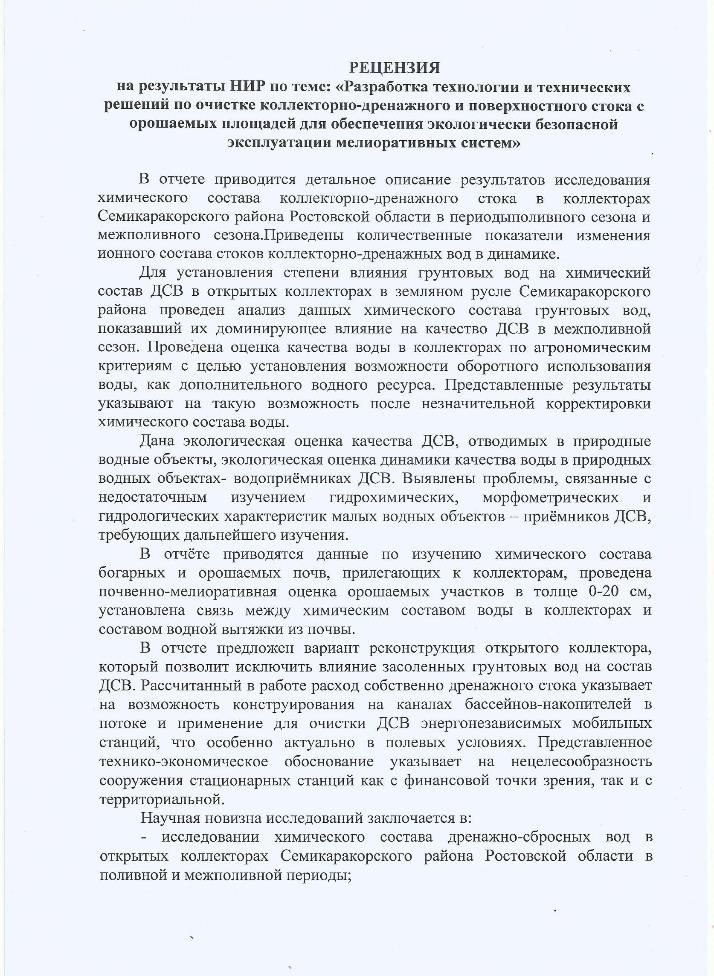 РЕЦЕНЗИЯ
на результаты НИР по теме: «Разработка технологии и технических
решений по очистке коллекторно-дренажного и поверхностного стока с
орошаемых площадей для обеспечения экологически безопасной
эксплуатации мелиоративных систем»
В отчете приводится детальное описание результатов исследования
химического состава коллекторно-дренажного стока в коллекторах
Семикаракорского района Ростовской области в периодыполивного сезона и
межполивного сезона.Приведены количественные показатели изменения
ионного состава стоков коллекторно-дренажных вод в динамике.
Для установления степени влияния грунтовых вод на химический
состав ДСВ в открытых коллекторах в земляном русле Семикаракорского
района проведен анализ данных химического состава грунтовых вод,
показавший их доминирующее влияние на качество ДСВ в межполивной
сезон. Проведена оценка качества воды в коллекторах по агрономическим
критериям с целью установления возможности оборотного использования
воды, как дополнительного водного ресурса. Представленные результаты
указывают на такую возможность после незначительной корректировки
химического состава воды.
Дана экологическая оценка качества ДСВ, отводимых в природные
водные объекты, экологическая оценка динамики качества воды в природных
водных объектах- водоприёмниках ДСВ. Выявлены проблемы, связанные с
недостаточным изучением гидрохимических, морфометрических и
гидрологических характеристик малых водных объектов – приёмников ДСВ,
требующих дальнейшего изучения.
В отчёте приводятся данные по изучению химического состава
богарных и орошаемых почв, прилегающих к коллекторам, проведена
почвенно-мелиоративная оценка орошаемых участков в толще 0-20 см,
установлена связь между химическим составом воды в коллекторах и
составом водной вытяжки из почвы.
В отчете предложен вариант реконструкция открытого коллектора,
который позволит исключить влияние засоленных грунтовых вод на состав
ДСВ. Рассчитанный в работе расход собственно дренажного стока указывает
на возможность конструирования на каналах бассейнов-накопителей в
потоке и применение для очистки ДСВ энергонезависимых мобильных
станций, что особенно актуально в полевых условиях. Представленное
технико-экономическое обоснование указывает на нецелесообразность
сооружения стационарных станций как с финансовой точки зрения, так и с
территориальной.
Научная новизна исследований заключается в:
- исследовании химического состава дренажно-сбросных вод в
открытых коллекторах Семикаракорского района Ростовской области в
поливной и межполивной периоды;